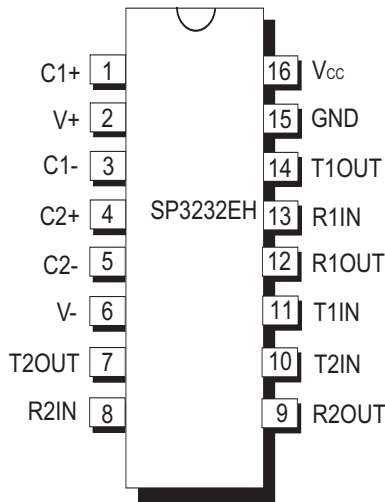 C1+ 1 16 Vcc
V+ 2 15 GND
C1- 3 14 T1OUT
C2+ 4 SP3232EH 13 R1IN
C2- 5 12 R1OUT
V- 6 11 T1IN
T2OUT 7 10 T2IN
R2IN 8 9 R2OUT